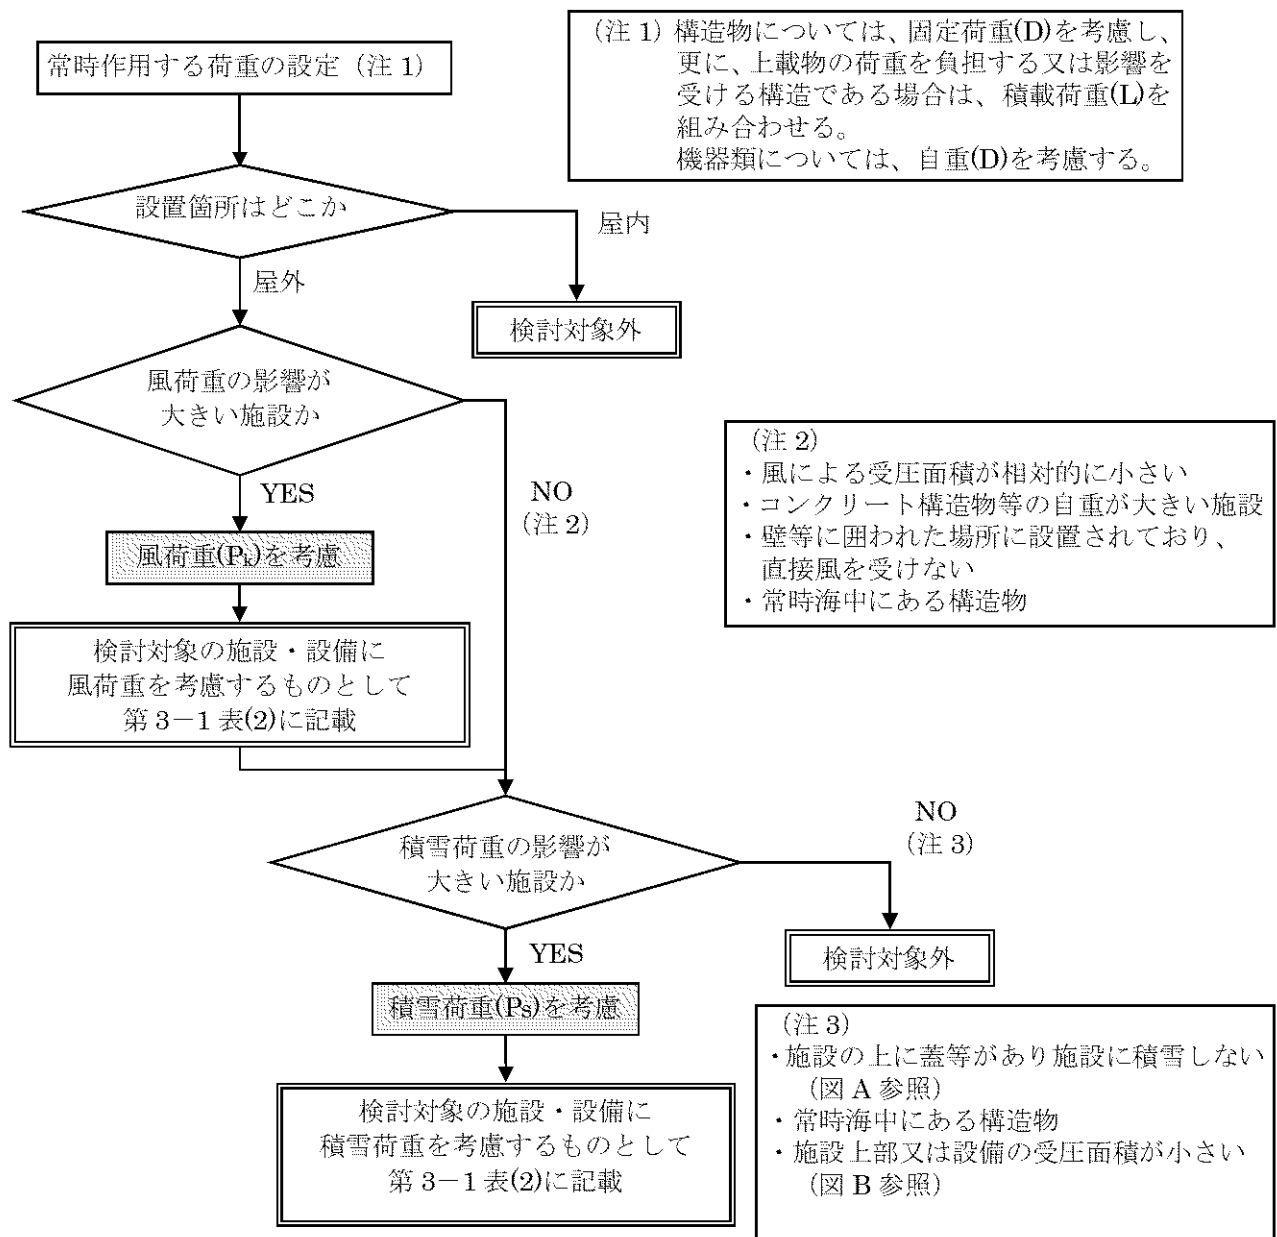 常時作用する荷重の設定（注 1）
（注 1）構造物については、固定荷重(D)を考慮し、
更に、上載物の荷重を負担する又は影響を
受ける構造である場合は、積載荷重(L)を
組み合わせる。
機器類については、自重(D)を考慮する。
設置箇所はどこか
屋内
屋外
検討対象外
風荷重の影響が
大きい施設か
YES
NO
（注 2）
（注 2）
・風による受圧面積が相対的に小さい
・コンクリート構造物等の自重が大きい施設
・壁等に囲われた場所に設置されており、
直接風を受けない
・常時海中にある構造物
風荷重(Pk)を考慮
検討対象の施設・設備に
風荷重を考慮するものとして
第 3－1 表(2)に記載
積雪荷重の影響が
大きい施設か
NO
（注 3）
YES
検討対象外
積雪荷重(Ps)を考慮
検討対象の施設・設備に
積雪荷重を考慮するものとして
第 3－1 表(2)に記載
（注 3）
・施設の上に蓋等があり施設に積雪しない
（図 A 参照）
・常時海中にある構造物
・施設上部又は設備の受圧面積が小さい
（図 B 参照）